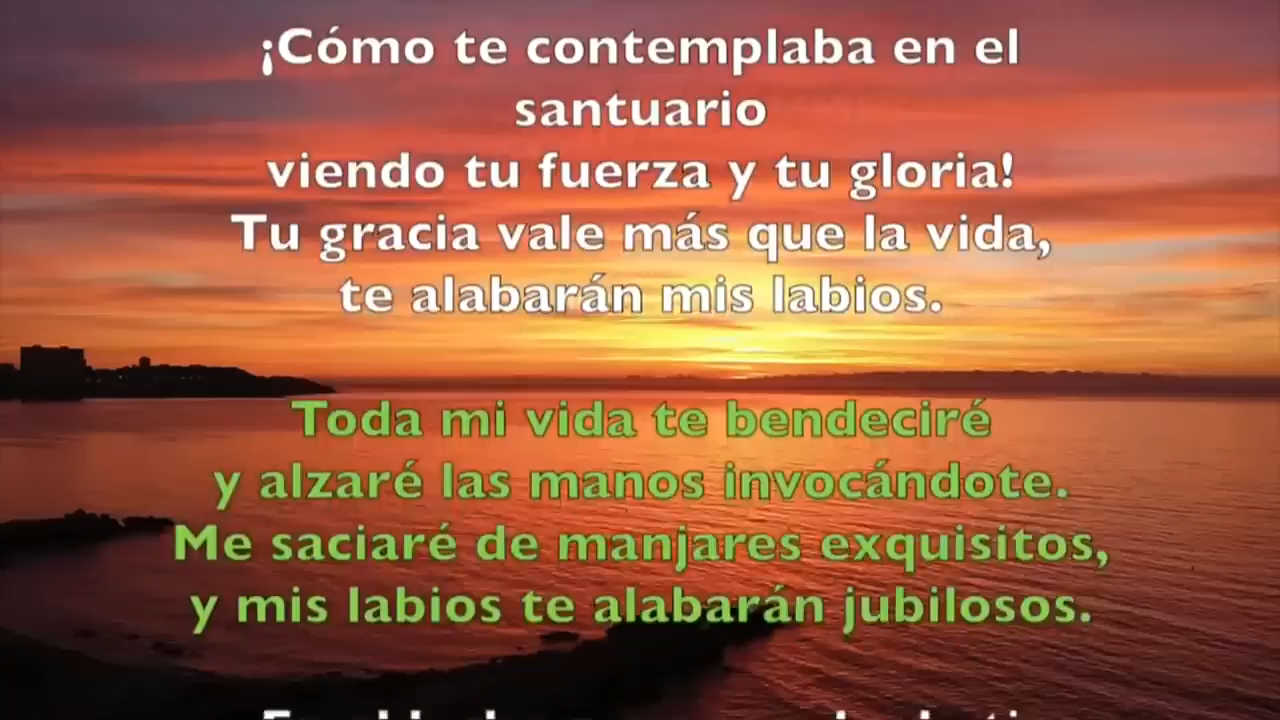 ¡Cómo te contemplaba en el
santuario
viendo tu fuerza y tu gloria!
Tu gracia vale más que la vida,
te alabarán mis labios.
Toda mi vida te bendeciré
y alzaré las manos invocándote.
Me saciaré de manjares exquisitos,
y mis labios te alabarán jubilosos.